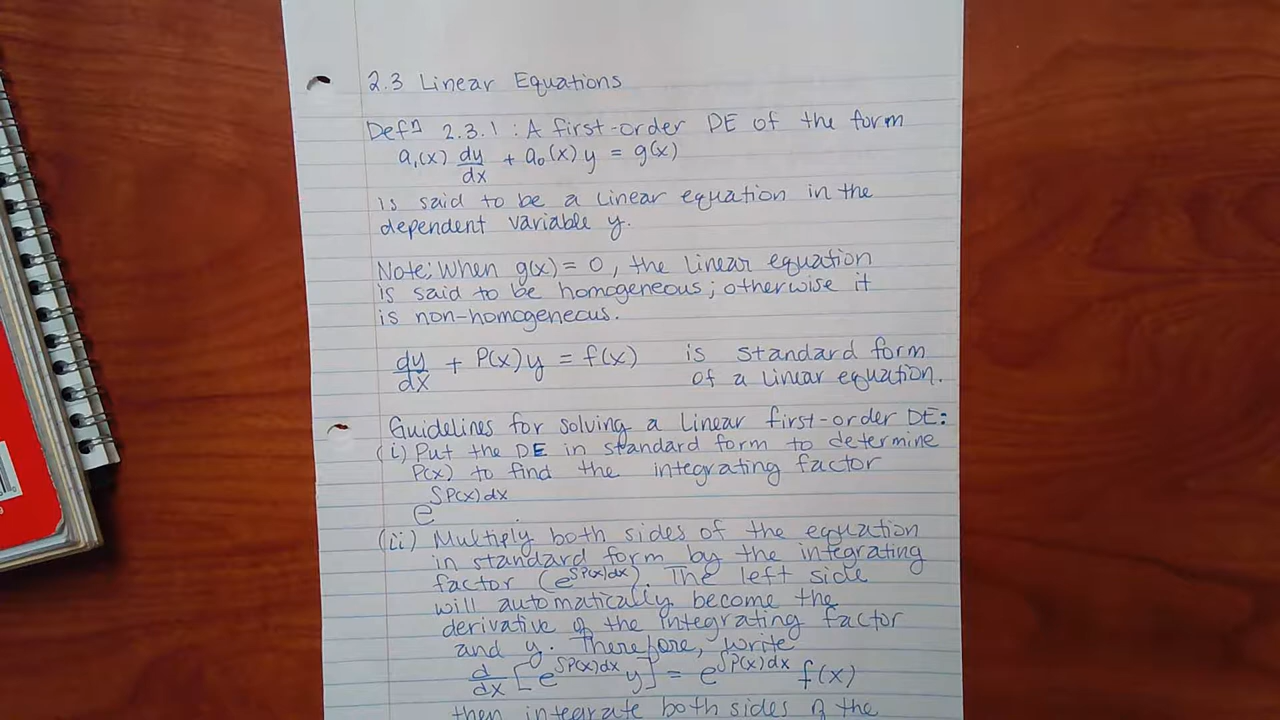 2.3 Linear Equations
Defⁿ 2.3.1 : A first-order DE of the form
a₁(x) dy/dx + a₀(x) y = g(x)
is said to be a linear equation in the
dependent variable y.
Note: When g(x) = 0, the linear equation
is said to be homogeneous; otherwise it
is non-homogeneous.
dy/dx + P(x)y = f(x) is standard form
of a linear equation.
Guidelines for solving a linear first-order DE:
(i) Put the DE in standard form to determine
P(x) to find the integrating factor
e^∫P(x)dx
(ii) Multiply both sides of the equation
in standard form by the integrating
factor (e^∫P(x)dx). The left side
will automatically become the
derivative of the integrating factor
and y. Therefore, write
d/dx [e^∫P(x)dx y] = e^∫P(x)dx f(x)
then integrate both sides of the